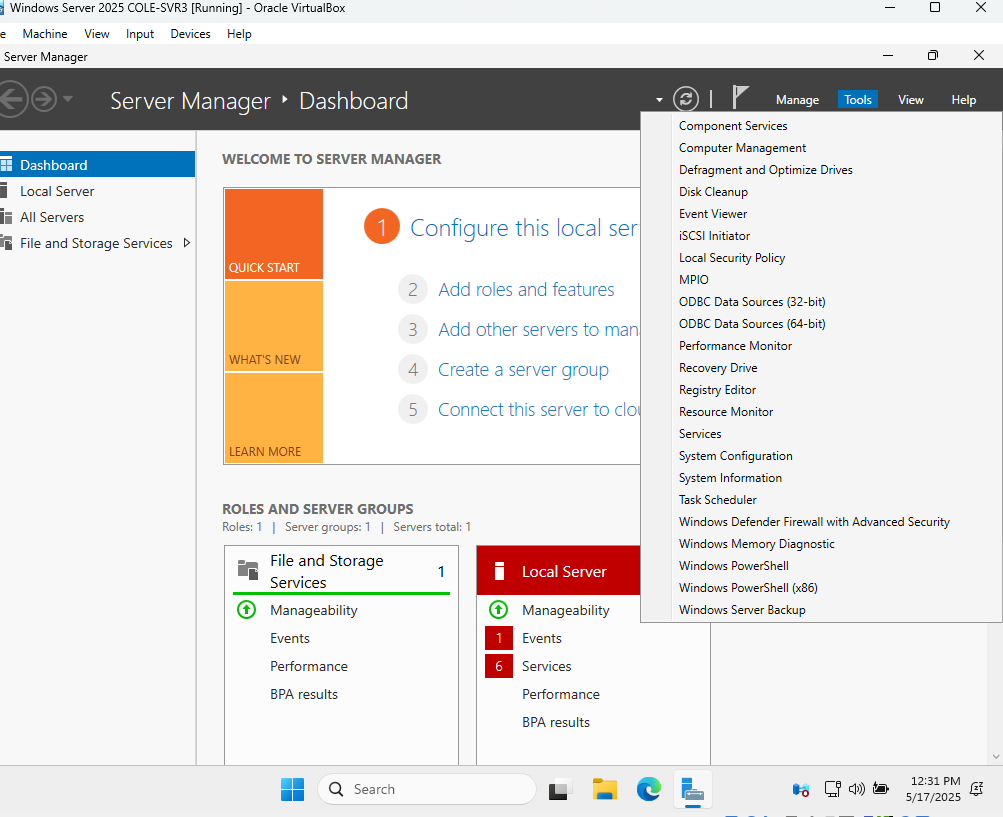 Windows Server 2025 COLE-SVR3 [Running] - Oracle VirtualBox
e Machine View Input Devices Help
Server Manager
Server Manager ‣ Dashboard
Manage Tools View Help
Dashboard
Local Server
All Servers
File and Storage Services
WELCOME TO SERVER MANAGER
QUICK START
WHAT'S NEW
LEARN MORE
1 Configure this local ser
2 Add roles and features
3 Add other servers to man
4 Create a server group
5 Connect this server to clou
ROLES AND SERVER GROUPS
Roles: 1 | Server groups: 1 | Servers total: 1
File and Storage
Services 1
Manageability
Events
Performance
BPA results
Local Server
Manageability
1 Events
6 Services
Performance
BPA results
Component Services
Computer Management
Defragment and Optimize Drives
Disk Cleanup
Event Viewer
iSCSI Initiator
Local Security Policy
MPIO
ODBC Data Sources (32-bit)
ODBC Data Sources (64-bit)
Performance Monitor
Recovery Drive
Registry Editor
Resource Monitor
Services
System Configuration
System Information
Task Scheduler
Windows Defender Firewall with Advanced Security
Windows Memory Diagnostic
Windows PowerShell
Windows PowerShell (x86)
Windows Server Backup
Search
12:31 PM
5/17/2025